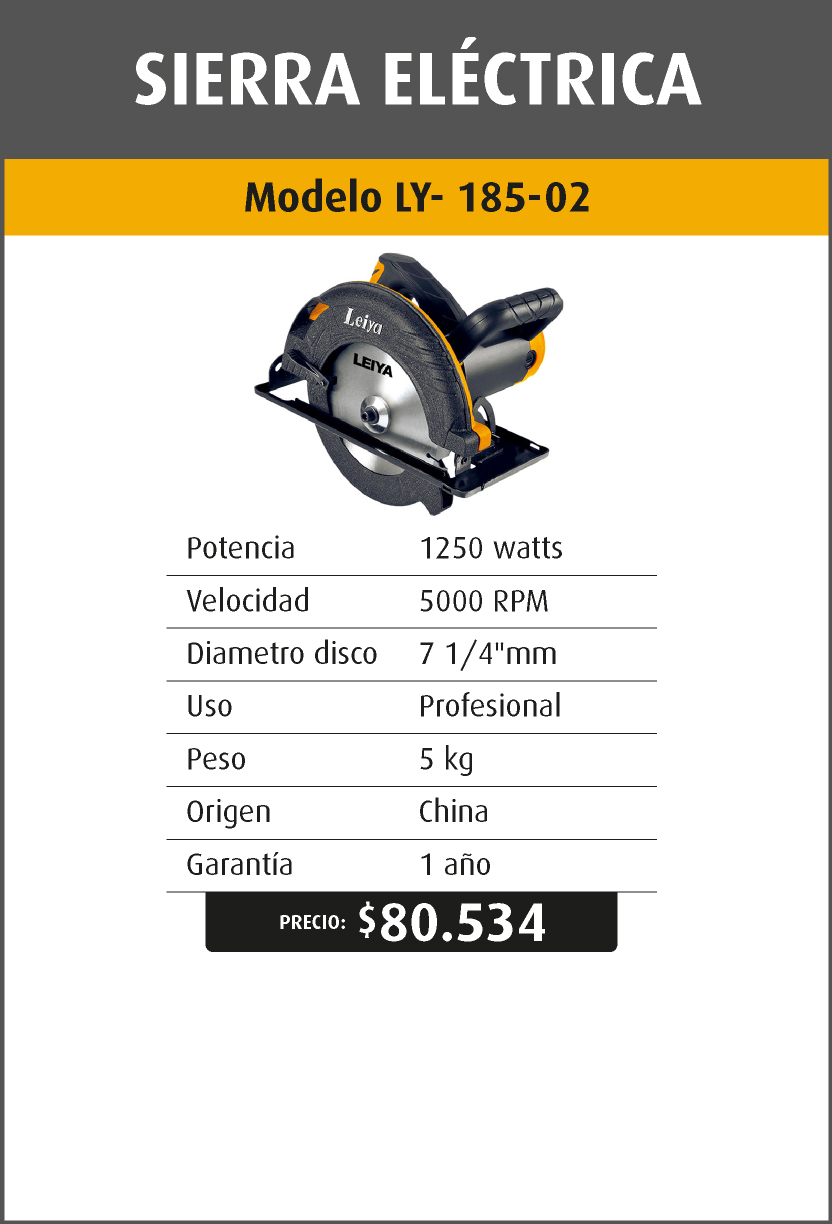 SIERRA ELÉCTRICA
Modelo LY- 185-02
Leiya
LEIYA
Potencia 1250 watts
Velocidad 5000 RPM
Diametro disco 7 1/4"mm
Uso Profesional
Peso 5 kg
Origen China
Garantía 1 año
PRECIO: $80.534